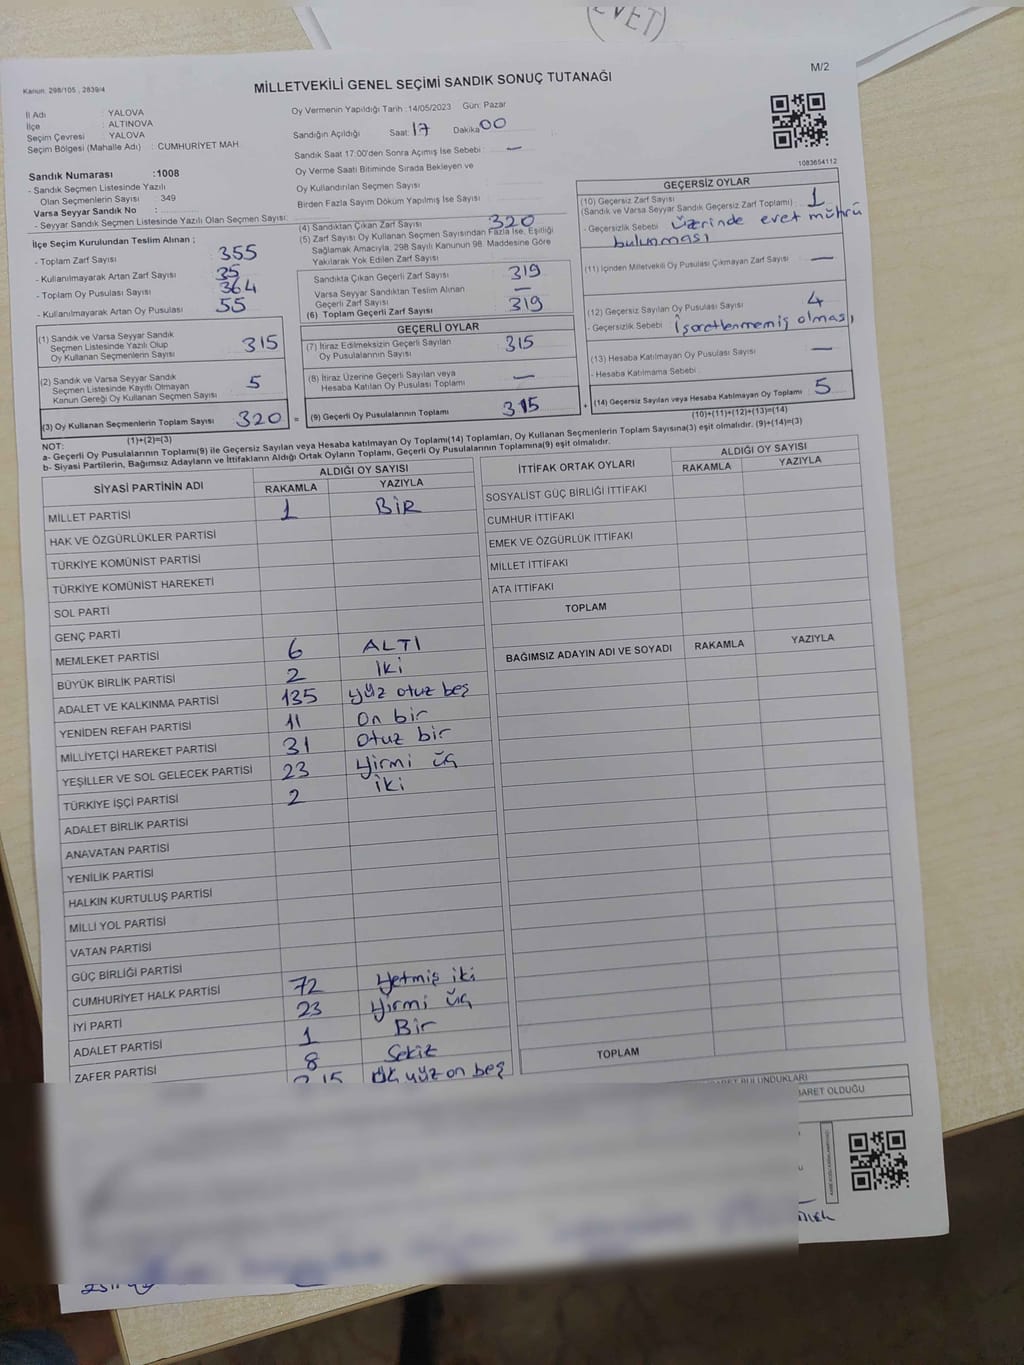 EVET
M/2
Kanun: 298/105 , 2839/4
MİLLETVEKİLİ GENEL SEÇİMİ SANDIK SONUÇ TUTANAĞI
İl Adı : YALOVA
İlçe : ALTINOVA
Seçim Çevresi : YALOVA
Seçim Bölgesi (Mahalle Adı) : CUMHURİYET MAH.
Oy Vermenin Yapıldığı Tarih :14/05/2023 Gün: Pazar
Sandığın Açıldığı Saat: 17 Dakika 00
Sandık Saat 17:00'den Sonra Açımış İse Sebebi : —
Oy Verme Saati Bitiminde Sırada Bekleyen ve
Oy Kullandırılan Seçmen Sayısı :
Birden Fazla Sayım Döküm Yapılmış İse Sayısı :
1083654112
Sandık Numarası :1008
- Sandık Seçmen Listesinde Yazılı
Olan Seçmenlerin Sayısı : 349
Varsa Seyyar Sandık No :
- Seyyar Sandık Seçmen Listesinde Yazılı Olan Seçmen Sayısı:
İlçe Seçim Kurulundan Teslim Alınan ;
- Toplam Zarf Sayısı : 355
- Kullanılmayarak Artan Zarf Sayısı : 35
- Toplam Oy Pusulası Sayısı : 364
- Kullanılmayarak Artan Oy Pusulası : 55
(1) Sandık ve Varsa Seyyar Sandık
Seçmen Listesinde Yazılı Olup
Oy Kullanan Seçmenlerin Sayısı : 315
(2) Sandık ve Varsa Seyyar Sandık
Seçmen Listesinde Kayıtlı Olmayan
Kanun Gereği Oy Kullanan Seçmen Sayısı : 5
(3) Oy Kullanan Seçmenlerin Toplam Sayısı 320 =
(1)+(2)=(3)
(4) Sandıktan Çıkan Zarf Sayısı : 320
(5) Zarf Sayısı Oy Kullanan Seçmen Sayısından Fazla İse, Eşitliği
Sağlamak Amacıyla; 298 Sayılı Kanunun 98. Maddesine Göre
Yakılarak Yok Edilen Zarf Sayısı :
Sandıkta Çıkan Geçerli Zarf Sayısı : 319
Varsa Seyyar Sandıktan Teslim Alınan
Geçerli Zarf Sayısı : —
(6) Toplam Geçerli Zarf Sayısı : 319
GEÇERLİ OYLAR
(7) İtiraz Edilmeksizin Geçerli Sayılan
Oy Pusulalarının Sayısı : 315
(8) İtiraz Üzerine Geçerli Sayılan veya
Hesaba Katılan Oy Pusulası Toplamı : —
(9) Geçerli Oy Pusulalarının Toplamı : 315 +
GEÇERSİZ OYLAR
(10) Geçersiz Zarf Sayısı
(Sandık ve Varsa Seyyar Sandık Geçersiz Zarf Toplamı) : 1
- Geçersizlik Sebebi : Üzerinde evet mührü
bulunması
(11) İçinden Milletvekili Oy Pusulası Çıkmayan Zarf Sayısı : —
(12) Geçersiz Sayılan Oy Pusulası Sayısı : 4
- Geçersizlik Sebebi : İşaretlenmemiş olması
(13) Hesaba Katılmayan Oy Pusulası Sayısı : —
- Hesaba Katılmama Sebebi :
(14) Geçersiz Sayılan veya Hesaba Katılmayan Oy Toplamı : 5
(10)+(11)+(12)+(13)=(14)
NOT:
a- Geçerli Oy Pusulalarının Toplamı(9) ile Geçersiz Sayılan veya Hesaba katılmayan Oy Toplamı(14) Toplamları, Oy Kullanan Seçmenlerin Toplam Sayısına(3) eşit olmalıdır. (9)+(14)=(3)
b- Siyasi Partilerin, Bağımsız Adayların ve İttifakların Aldığı Ortak Oyların Toplamı, Geçerli Oy Pusulalarının Toplamına(9) eşit olmalıdır.
SİYASİ PARTİNİN ADI ALDIĞI OY SAYISI
RAKAMLA YAZIYLA
MİLLET PARTİSİ 1 BİR
HAK VE ÖZGÜRLÜKLER PARTİSİ
TÜRKİYE KOMÜNİST PARTİSİ
TÜRKİYE KOMÜNİST HAREKETİ
SOL PARTİ
GENÇ PARTİ
MEMLEKET PARTİSİ 6 ALTI
BÜYÜK BİRLİK PARTİSİ 2 İki
ADALET VE KALKINMA PARTİSİ 135 yüz otuz beş
YENİDEN REFAH PARTİSİ 11 On bir
MİLLİYETÇİ HAREKET PARTİSİ 31 Otuz bir
YEŞİLLER VE SOL GELECEK PARTİSİ 23 Yirmi üç
TÜRKİYE İŞÇİ PARTİSİ 2 iki
ADALET BİRLİK PARTİSİ
ANAVATAN PARTİSİ
YENİLİK PARTİSİ
HALKIN KURTULUŞ PARTİSİ
MİLLİ YOL PARTİSİ
VATAN PARTİSİ
GÜÇ BİRLİĞİ PARTİSİ
CUMHURİYET HALK PARTİSİ 72 Yetmiş iki
İYİ PARTİ 23 Yirmi üç
ADALET PARTİSİ 1 Bir
ZAFER PARTİSİ 8 Sekiz
315 Üç yüz on beş
İTTİFAK ORTAK OYLARI ALDIĞI OY SAYISI
RAKAMLA YAZIYLA
SOSYALİST GÜÇ BİRLİĞİ İTTİFAKI
CUMHUR İTTİFAKI
EMEK VE ÖZGÜRLÜK İTTİFAKI
MİLLET İTTİFAKI
ATA İTTİFAKI
TOPLAM
BAĞIMSIZ ADAYIN ADI VE SOYADI RAKAMLA YAZIYLA
TOPLAM
BULUNDUKLARI
BARET OLDUĞU